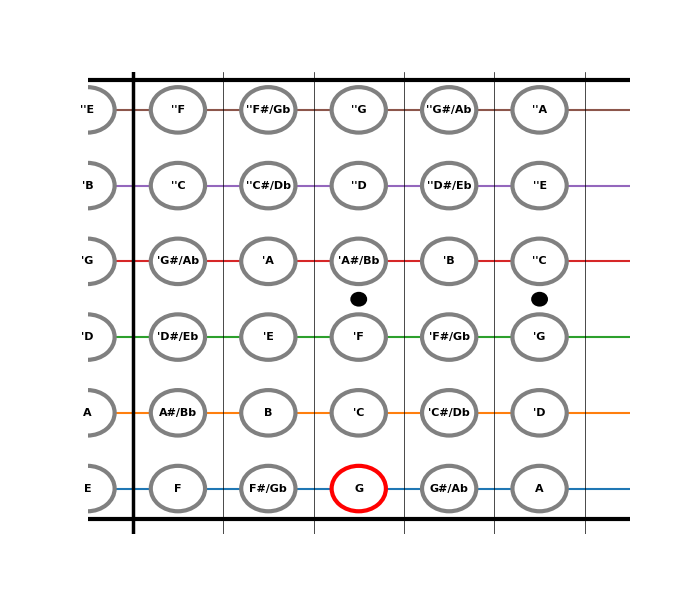 ''E ''F ''F#/Gb ''G ''G#/Ab ''A
'B ''C ''C#/Db ''D ''D#/Eb ''E
'G 'G#/Ab 'A 'A#/Bb 'B ''C
'D 'D#/Eb 'E 'F 'F#/Gb 'G
A A#/Bb B 'C 'C#/Db 'D
E F F#/Gb G G#/Ab A